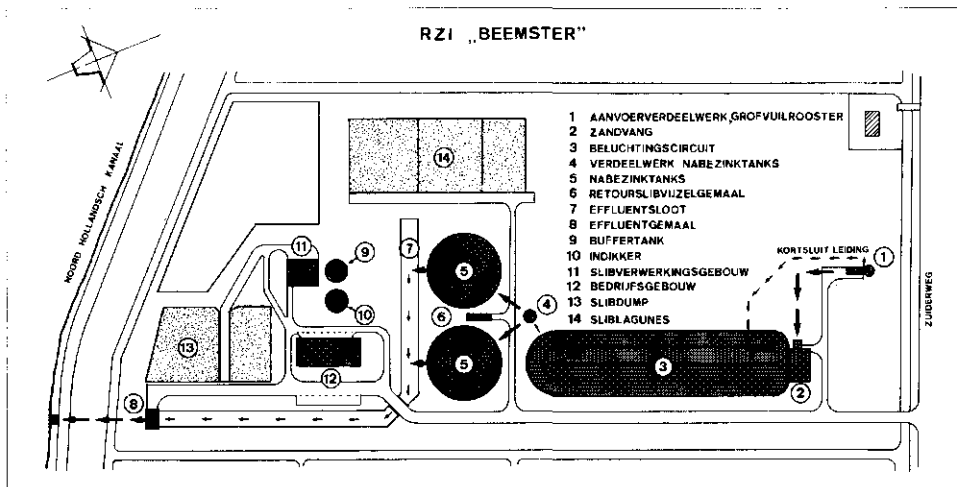 RZI „BEEMSTER”
1 AANVOERVERDEELWERK, GROFVUILROOSTER
2 ZANDVANG
3 BELUCHTINGSCIRCUIT
4 VERDEELWERK NABEZINKTANKS
5 NABEZINKTANKS
6 RETOURSLIBVIJZELGEMAAL
7 EFFLUENTSLOOT
8 EFFLUENTGEMAAL
9 BUFFERTANK
10 INDIKKER
11 SLIBVERWERKINGSGEBOUW
12 BEDRIJFSGEBOUW
13 SLIBDUMP
14 SLIBLAGUNES
NOORD HOLLANDSCH KANAAL
KORTSLUIT LEIDING
ZUIDERWEG
14
11
9
7
5
1
10
6
4
13
12
5
3
8
2